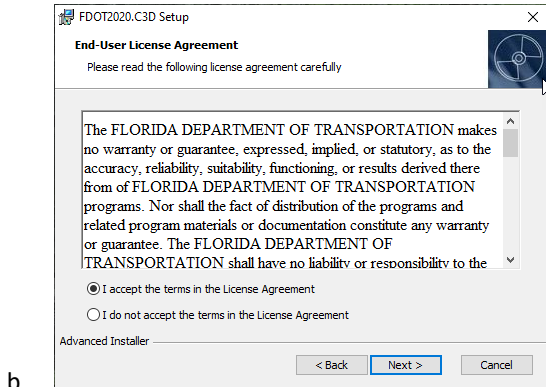 FDOT2020.C3D Setup
End-User License Agreement
Please read the following license agreement carefully
The FLORIDA DEPARTMENT OF TRANSPORTATION makes
no warranty or guarantee, expressed, implied, or statutory, as to the
accuracy, reliability, suitability, functioning, or results derived there
from of FLORIDA DEPARTMENT OF TRANSPORTATION
programs. Nor shall the fact of distribution of the programs and
related program materials or documentation constitute any warranty
or guarantee. The FLORIDA DEPARTMENT OF
TRANSPORTATION shall have no liability or responsibility to the
I accept the terms in the License Agreement
I do not accept the terms in the License Agreement
Advanced Installer
< Back Next > Cancel
b